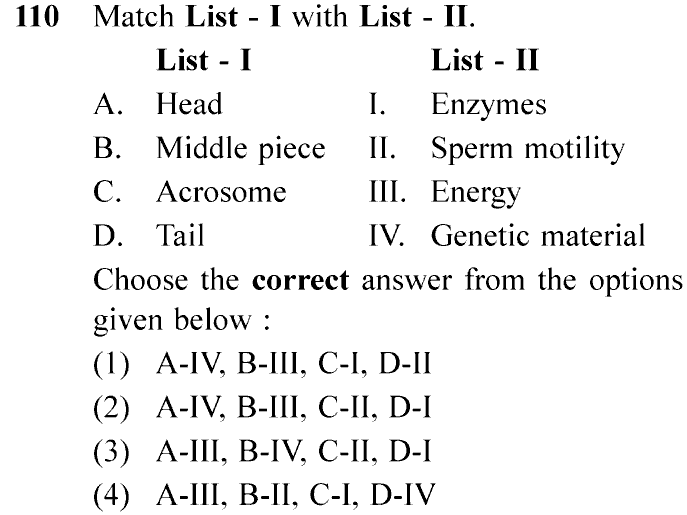 110 Match List - I with List - II.
List - I List - II
A. Head I. Enzymes
B. Middle piece II. Sperm motility
C. Acrosome III. Energy
D. Tail IV. Genetic material
Choose the correct answer from the options
given below :
(1) A-IV, B-III, C-I, D-II
(2) A-IV, B-III, C-II, D-I
(3) A-III, B-IV, C-II, D-I
(4) A-III, B-II, C-I, D-IV